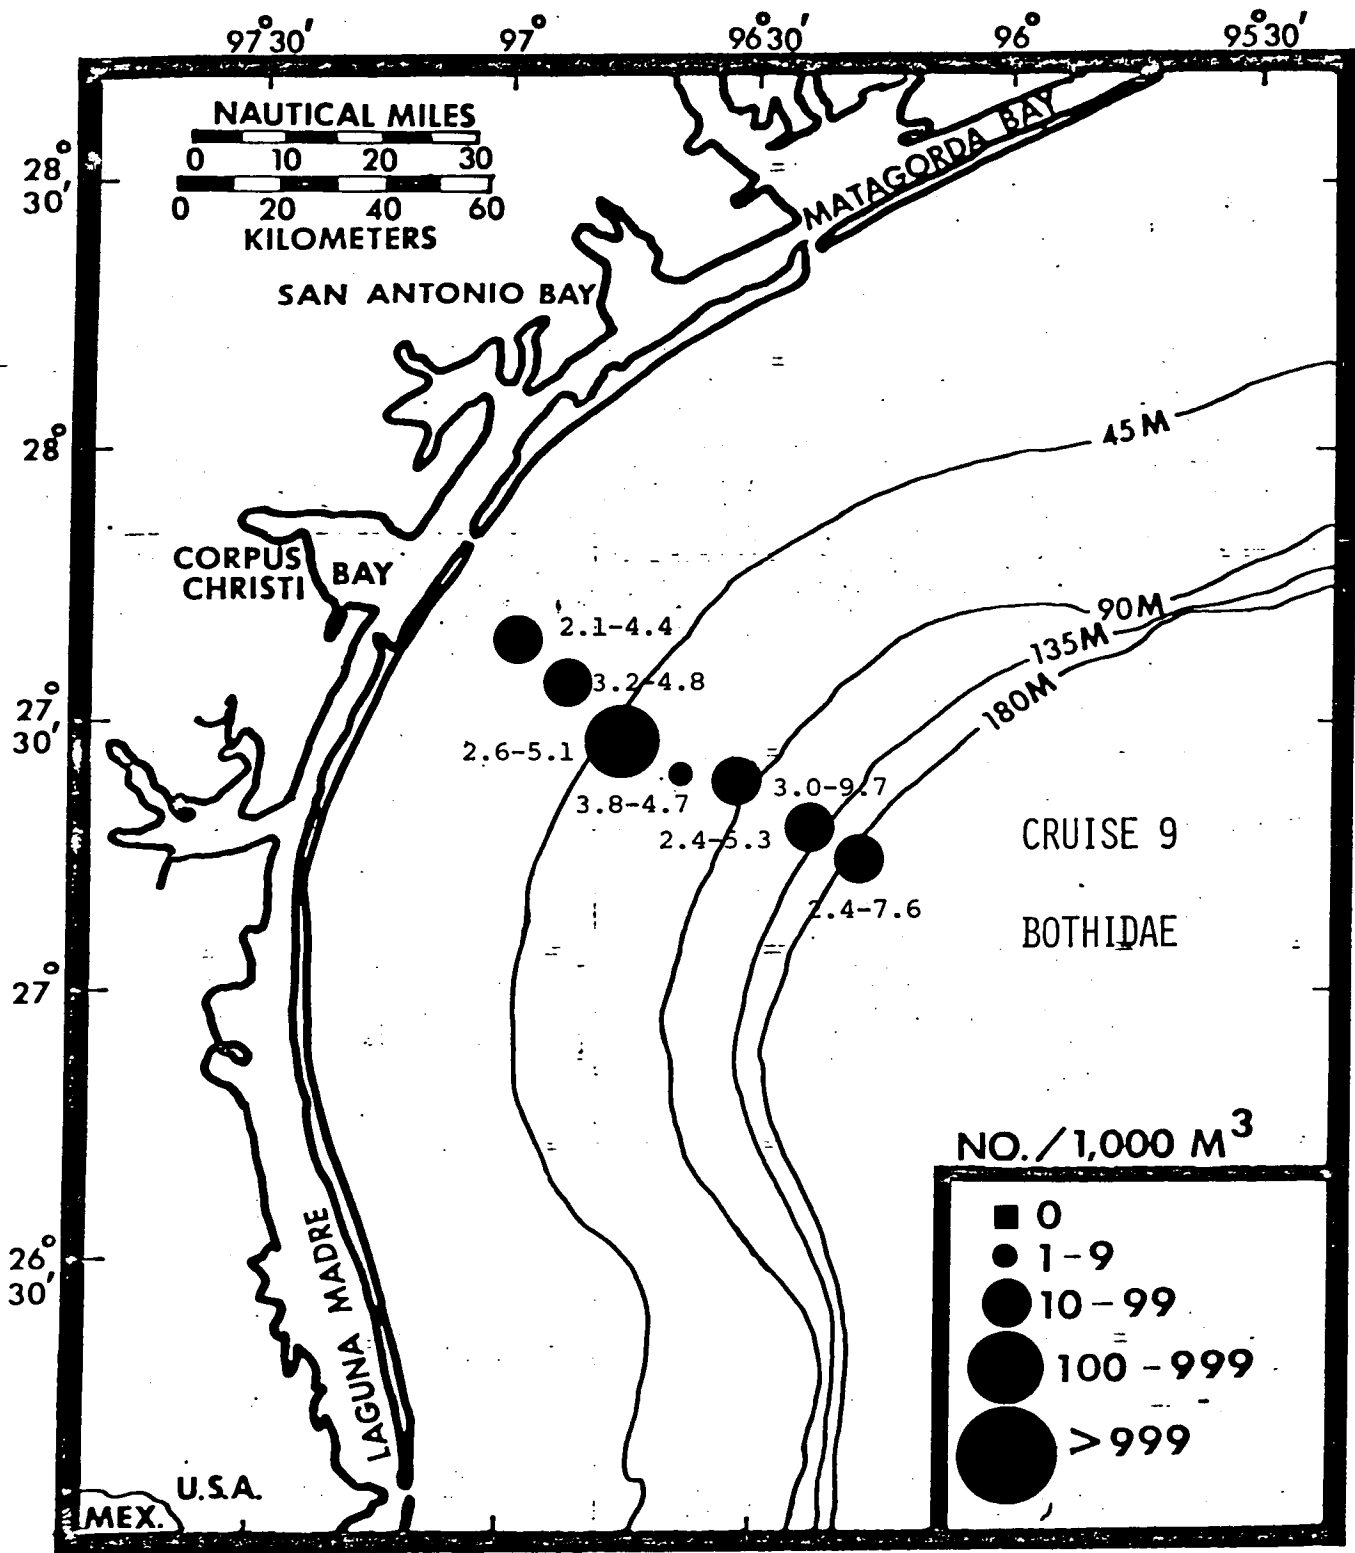 97°30' 97° 96°30' 96° 95°30'
NAUTICAL MILES
0 10 20 30
0 20 40 60
KILOMETERS
28°
30'
MATAGORDA BAY
SAN ANTONIO BAY
45M
28°
CORPUS
CHRISTI BAY
90M
135M
180M
2.1-4.4
3.2-4.8
27°
30'
2.6-5.1
3.0-9.7
3.8-4.7
2.4-5.3
CRUISE 9
2.4-7.6
BOTHIDAE
27°
NO./1,000 M³
0
1-9
10-99
100-999
>999
26°
30'
LAGUNA MADRE
U.S.A.
MEX.